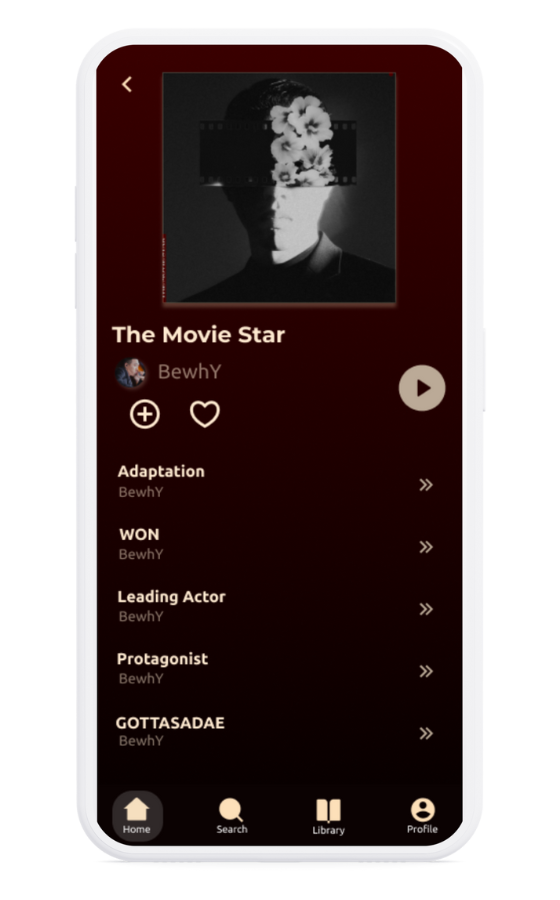 The Movie Star
BewhY
Adaptation
BewhY
WON
BewhY
Leading Actor
BewhY
Protagonist
BewhY
GOTTASADAE
BewhY
Home
Search
Library
Profile